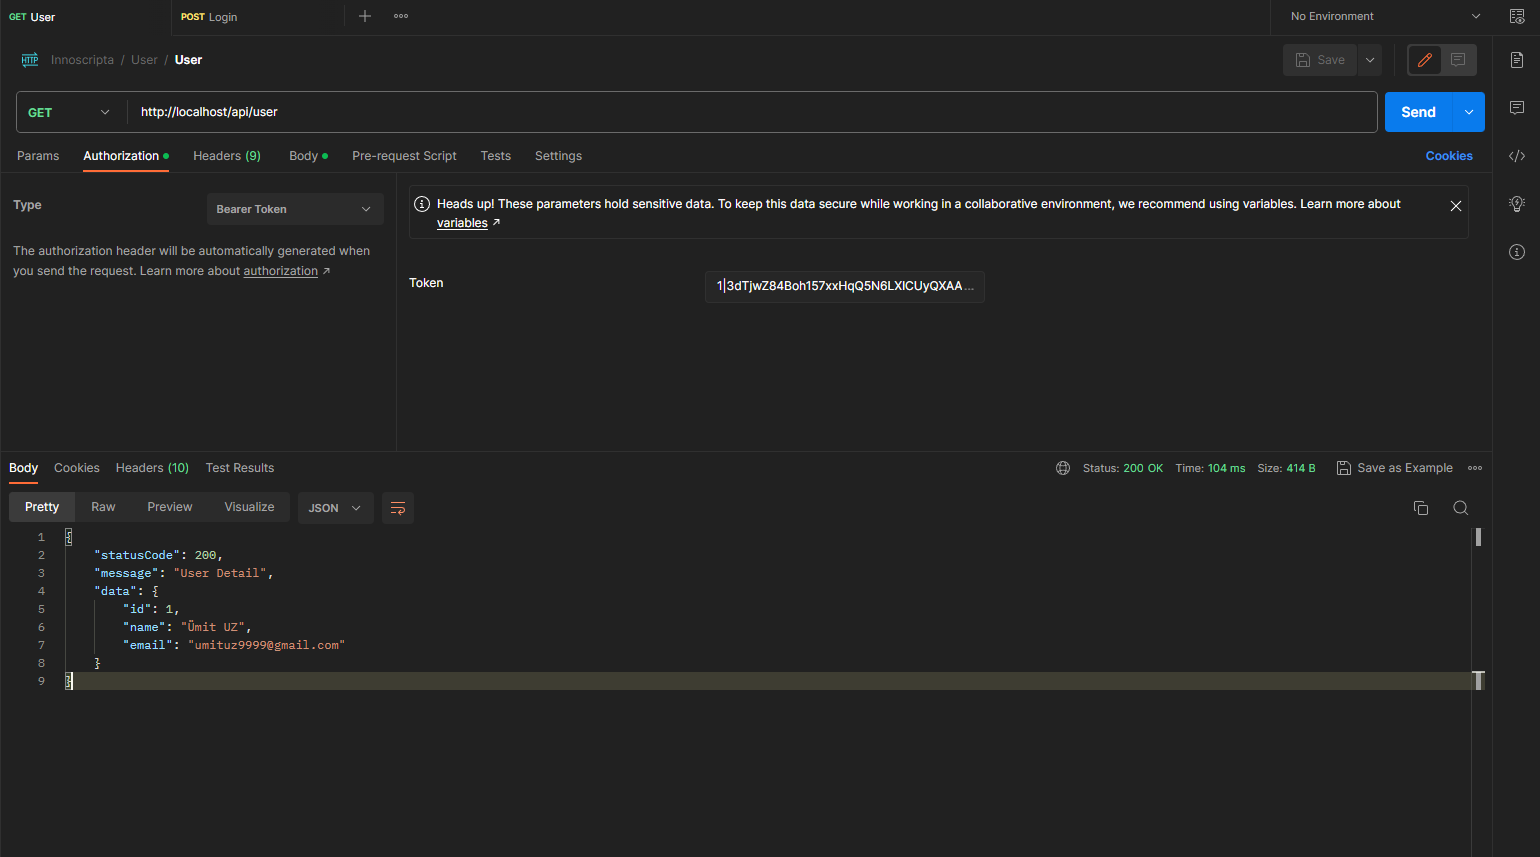 GET User
POST Login
No Environment
HTTP Innoscripta / User / User
Save
GET http://localhost/api/user
Send
Params Authorization Headers (9) Body Pre-request Script Tests Settings Cookies
Type Bearer Token
The authorization header will be automatically generated when
you send the request. Learn more about authorization ↗
Heads up! These parameters hold sensitive data. To keep this data secure while working in a collaborative environment, we recommend using variables. Learn more about
variables ↗
Token 1|3dTjwZ84Boh157xxHqQ5N6LXICUyQXAA ...
Body Cookies Headers (10) Test Results
Status: 200 OK Time: 104 ms Size: 414 B Save as Example
Pretty Raw Preview Visualize JSON
1 {
2 "statusCode": 200,
3 "message": "User Detail",
4 "data": {
5 "id": 1,
6 "name": "Ümit UZ",
7 "email": "umituz9999@gmail.com"
8 }
9 }